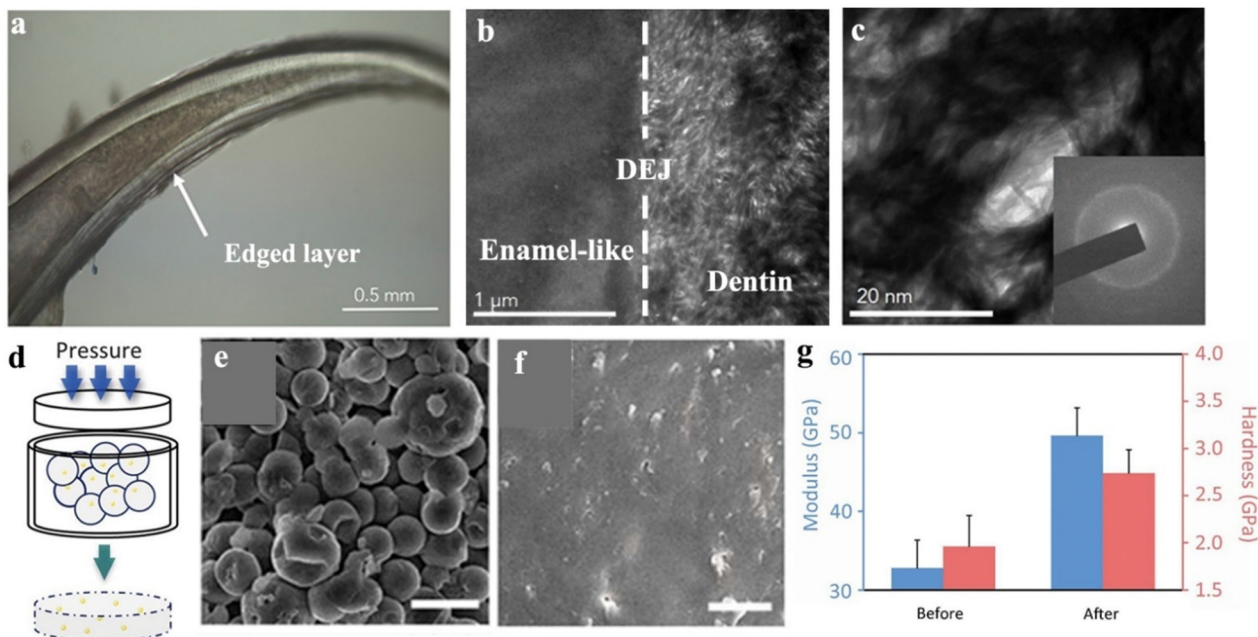 a
Edged layer
0.5 mm
b
DEJ
Enamel-like
Dentin
1 μm
c
20 nm
d
Pressure
e
f
g
60
50
40
30
Modulus (GPa)
4.0
3.5
3.0
2.5
2.0
1.5
Hardness (GPa)
Before
After